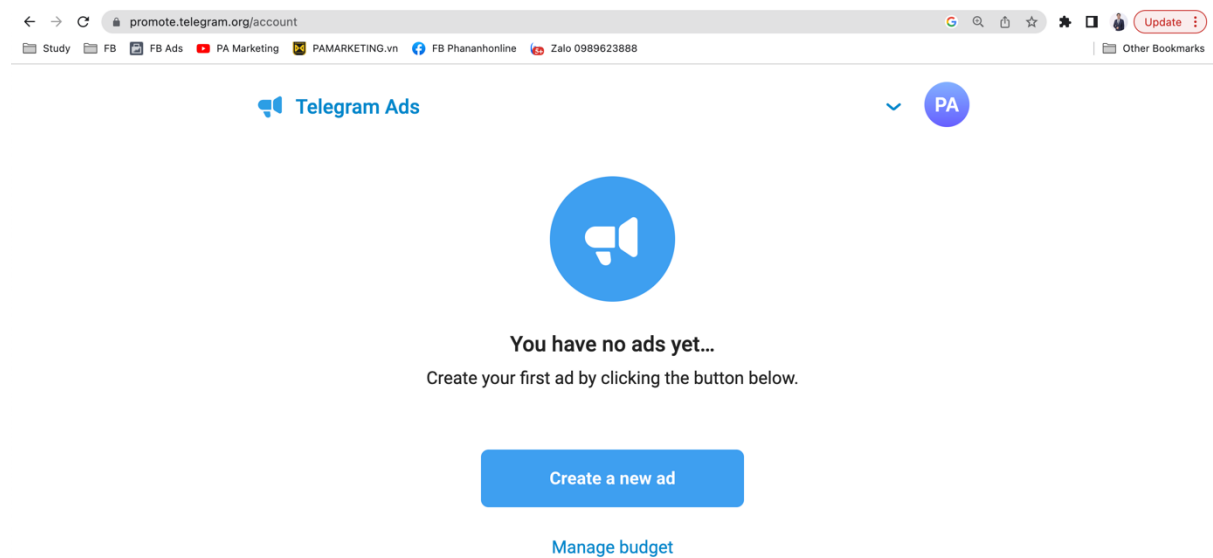 promote.telegram.org/account
Update
Study FB FB Ads PA Marketing PAMARKETING.vn FB Phananhonline Zalo 0989623888 Other Bookmarks
Telegram Ads PA
You have no ads yet...
Create your first ad by clicking the button below.
Create a new ad
Manage budget